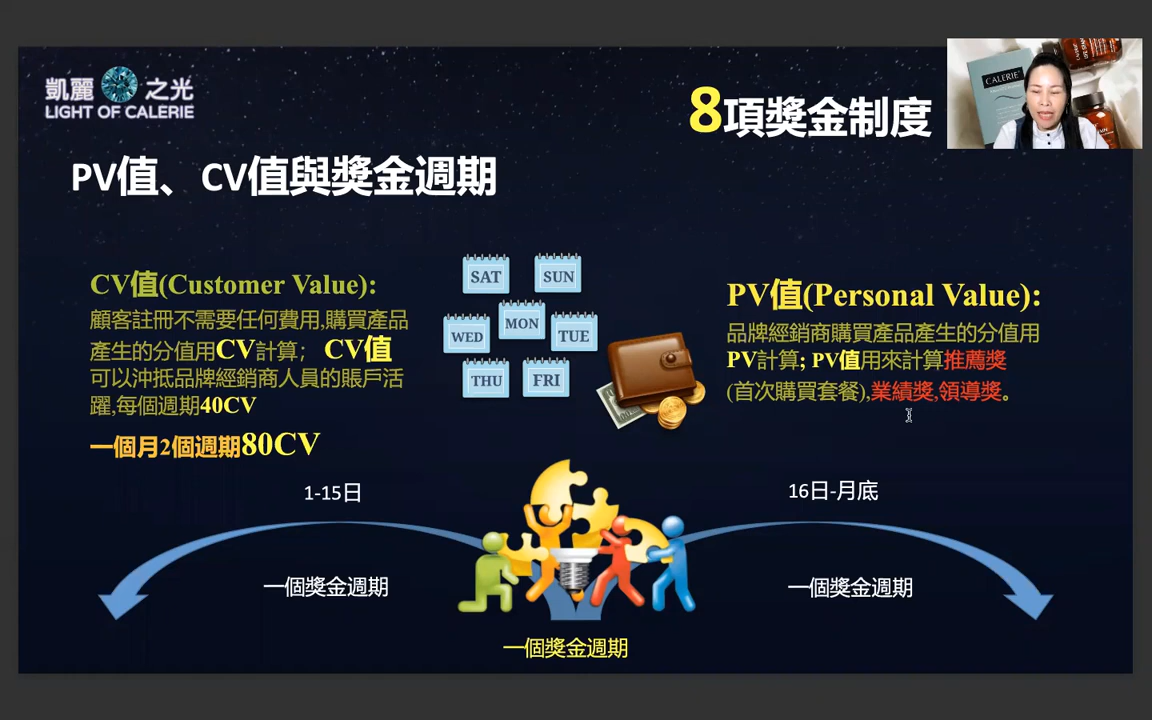 凱麗之光
LIGHT OF CALERIE
8項獎金制度
CALERIE
PV值、CV值與獎金週期
CV值(Customer Value):
顧客註冊不需要任何費用,購買產品
產生的分值用CV計算； CV值
可以沖抵品牌經銷商人員的賬戶活
躍,每個週期40CV
一個月2個週期80CV
SAT
SUN
WED
MON
TUE
THU
FRI
PV值(Personal Value):
品牌經銷商購買產品產生的分值用
PV計算; PV值用來計算推薦獎
(首次購買套餐),業績獎,領導獎。
1-15日
16日-月底
一個獎金週期
一個獎金週期
一個獎金週期